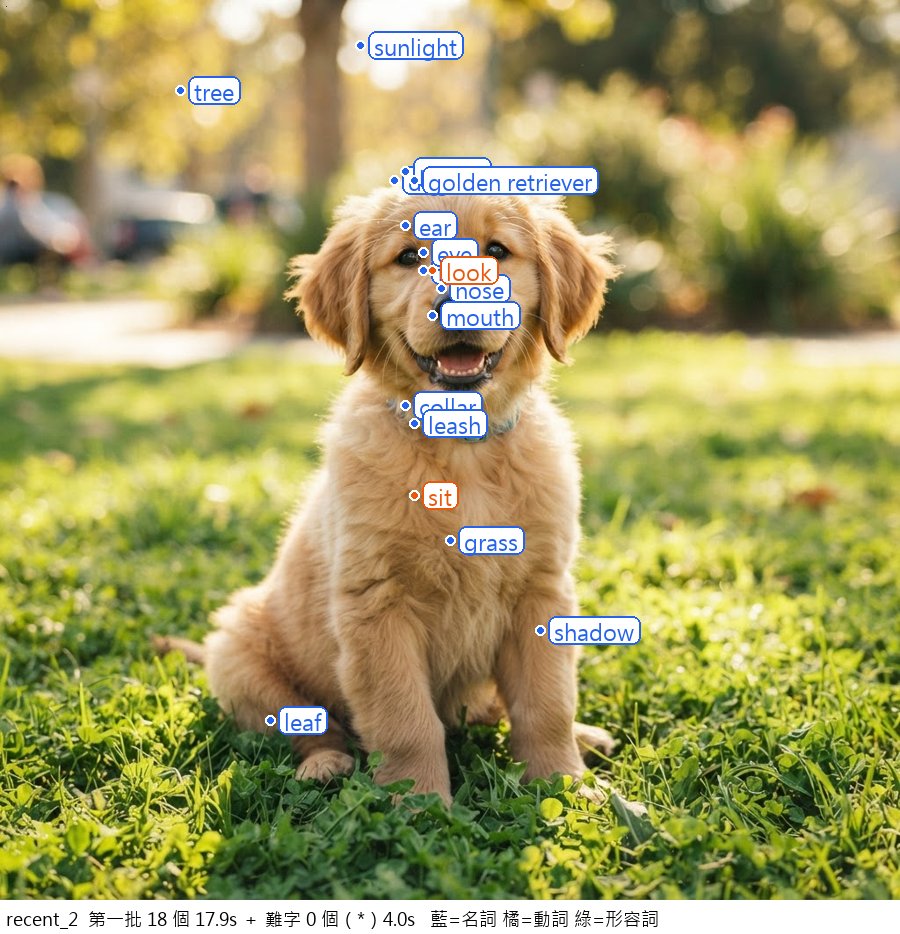 sunlight
tree
golden retriever
ear
eye
look
nose
mouth
collar
leash
sit
grass
shadow
leaf
recent_2 第一批 18 個 17.9s + 難字 0 個 ( * ) 4.0s 藍=名詞 橘=動詞 綠=形容詞